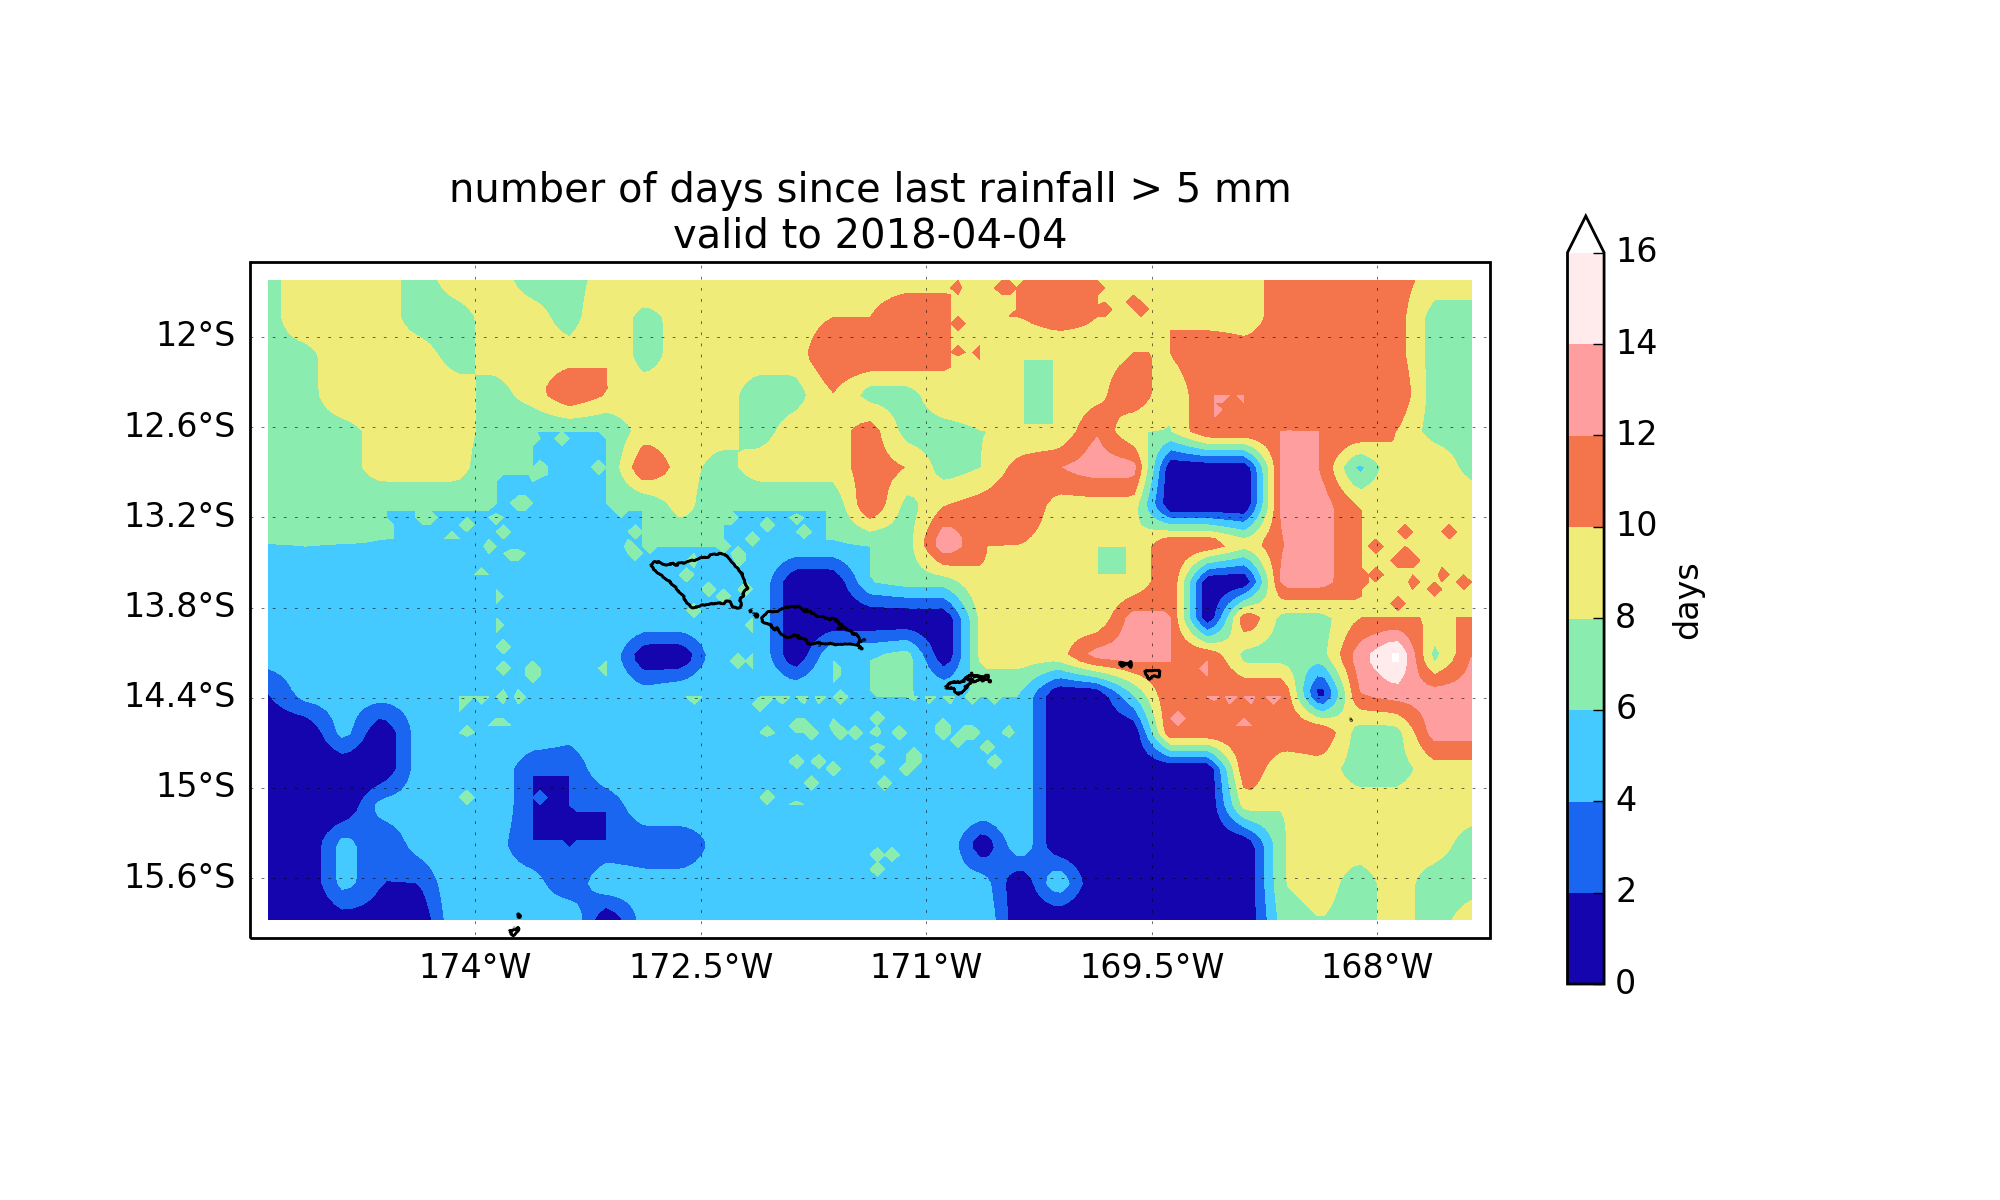 number of days since last rainfall > 5 mm
valid to 2018-04-04
12°S
12.6°S
13.2°S
13.8°S
14.4°S
15°S
15.6°S
174°W
172.5°W
171°W
169.5°W
168°W
16
14
12
10
8
6
4
2
0
days